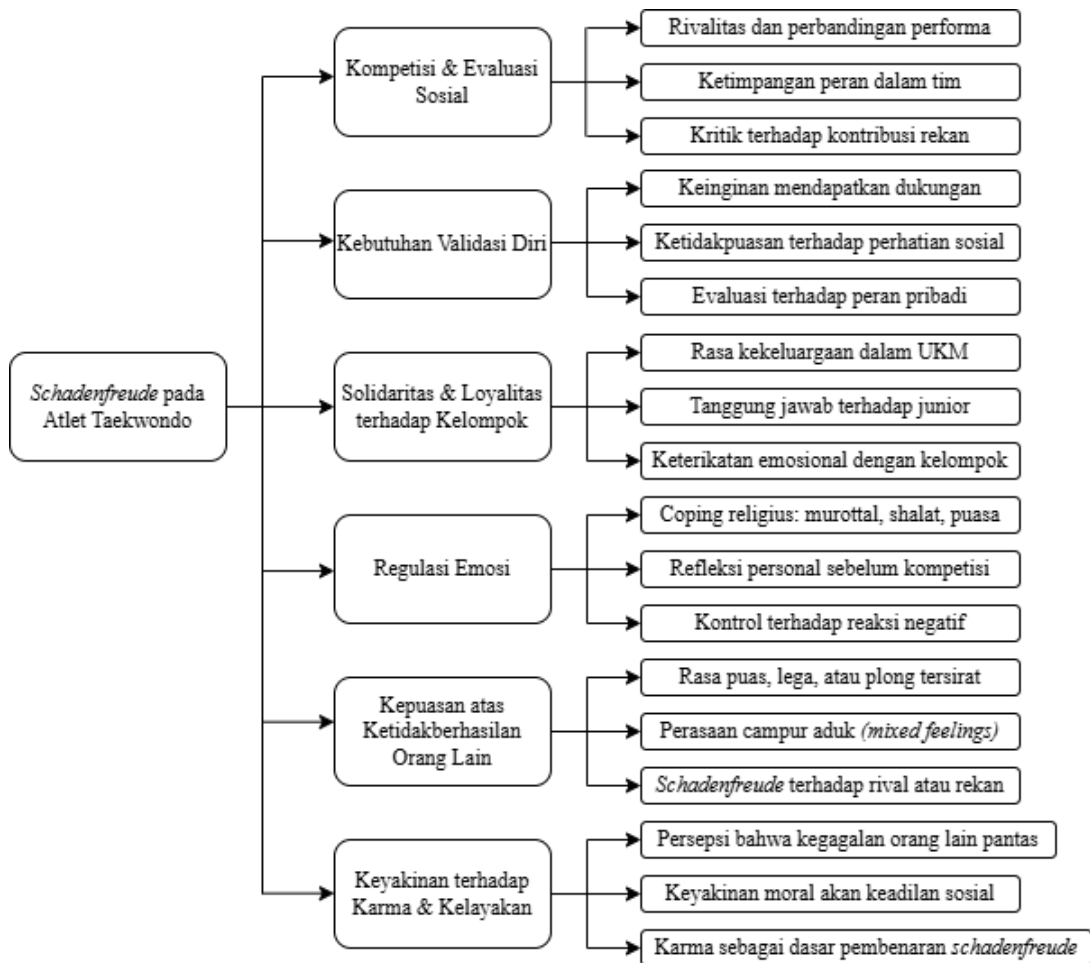 Schadenfreude pada
Atlet Taekwondo
Kompetisi & Evaluasi
Sosial
Rivalitas dan perbandingan performa
Ketimpangan peran dalam tim
Kritik terhadap kontribusi rekan
Kebutuhan Validasi Diri
Keinginan mendapatkan dukungan
Ketidakpuasan terhadap perhatian sosial
Evaluasi terhadap peran pribadi
Solidaritas & Loyalitas
terhadap Kelompok
Rasa kekeluargaan dalam UKM
Tanggung jawab terhadap junior
Keterikatan emosional dengan kelompok
Regulasi Emosi
Coping religius: murottal, shalat, puasa
Refleksi personal sebelum kompetisi
Kontrol terhadap reaksi negatif
Kepuasan atas
Ketidakberhasilan
Orang Lain
Rasa puas, lega, atau plong tersirat
Perasaan campur aduk (mixed feelings)
Schadenfreude terhadap rival atau rekan
Keyakinan terhadap
Karma & Kelayakan
Persepsi bahwa kegagalan orang lain pantas
Keyakinan moral akan keadilan sosial
Karma sebagai dasar pembenaran schadenfreude